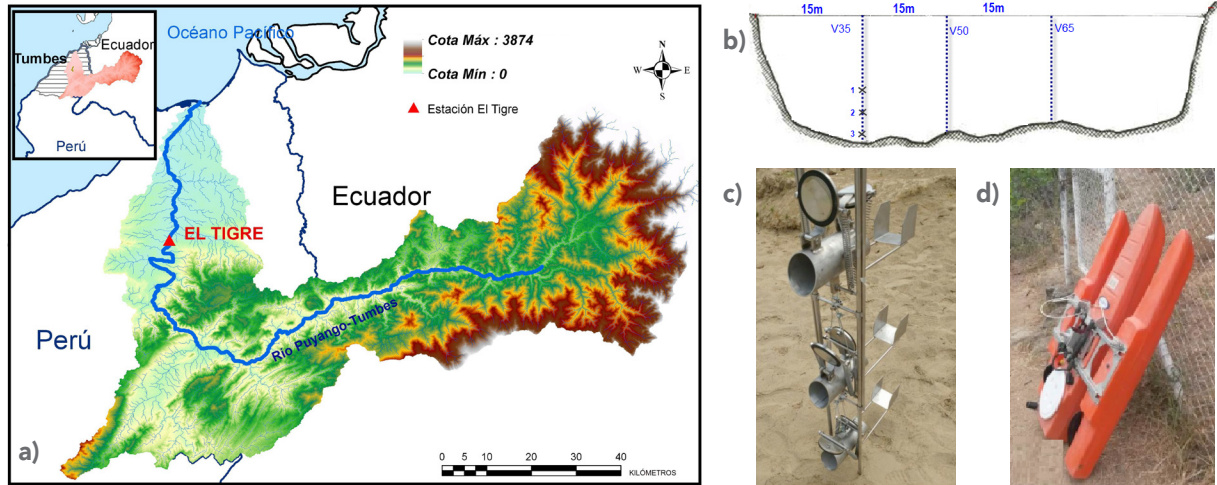 Ecuador
Tumbes
Perú
Océano Pacífico
Cota Máx : 3874
Cota Mín : 0
Estación El Tigre
N
W E
S
Ecuador
EL TIGRE
Perú
Río Puyango-Tumbes
a)
0 5 10 20 30 40
KILÓMETROS
b)
15m 15m 15m
V35 V50 V65
1
2
3
c)
d)